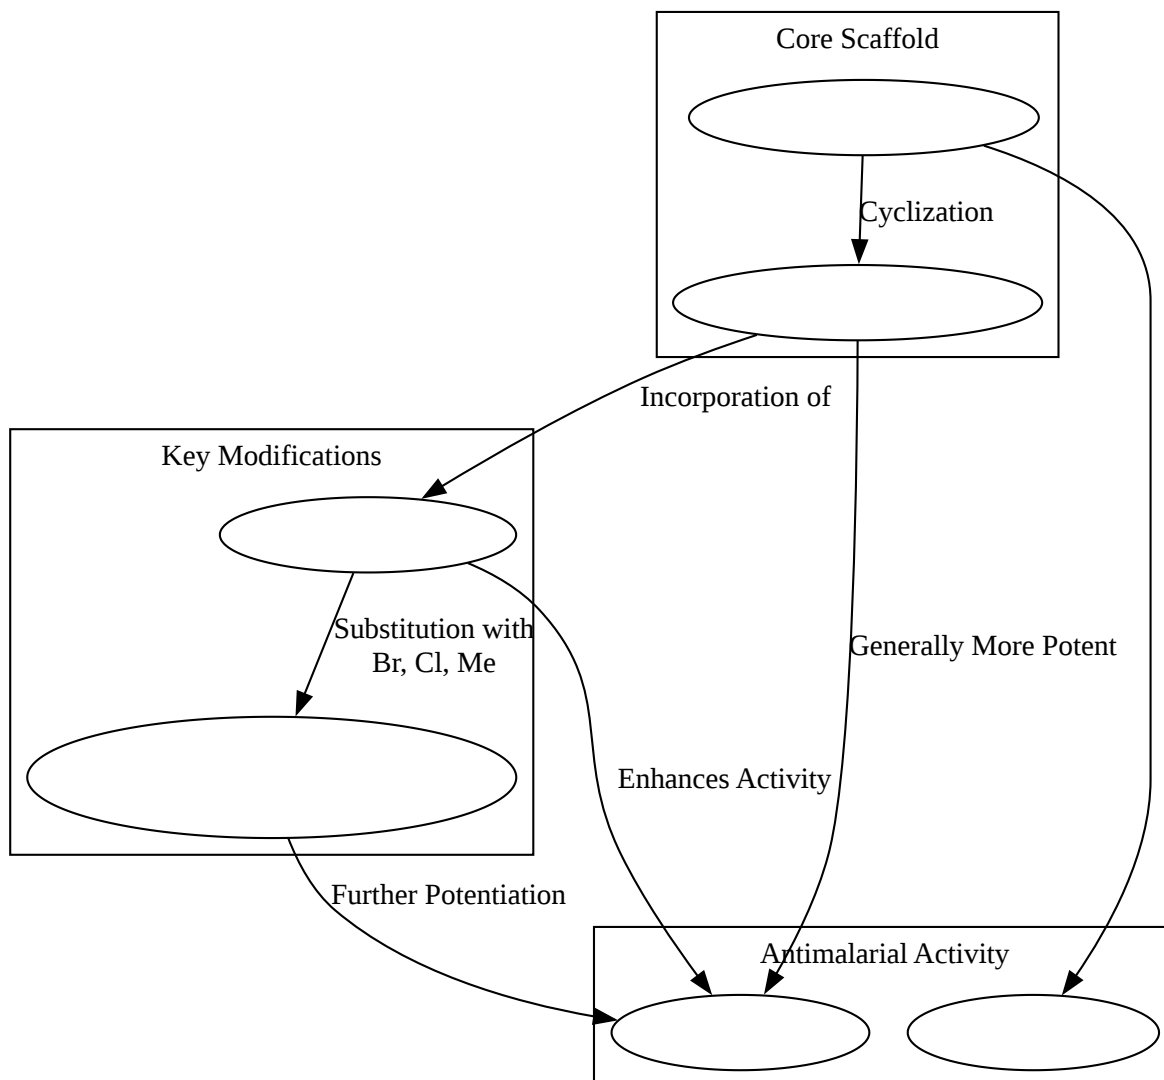 Core Scaffold
Cyclization
Incorporation of
Key Modifications
Substitution with
Br, Cl, Me
Generally More Potent
Enhances Activity
Further Potentiation
Antimalarial Activity